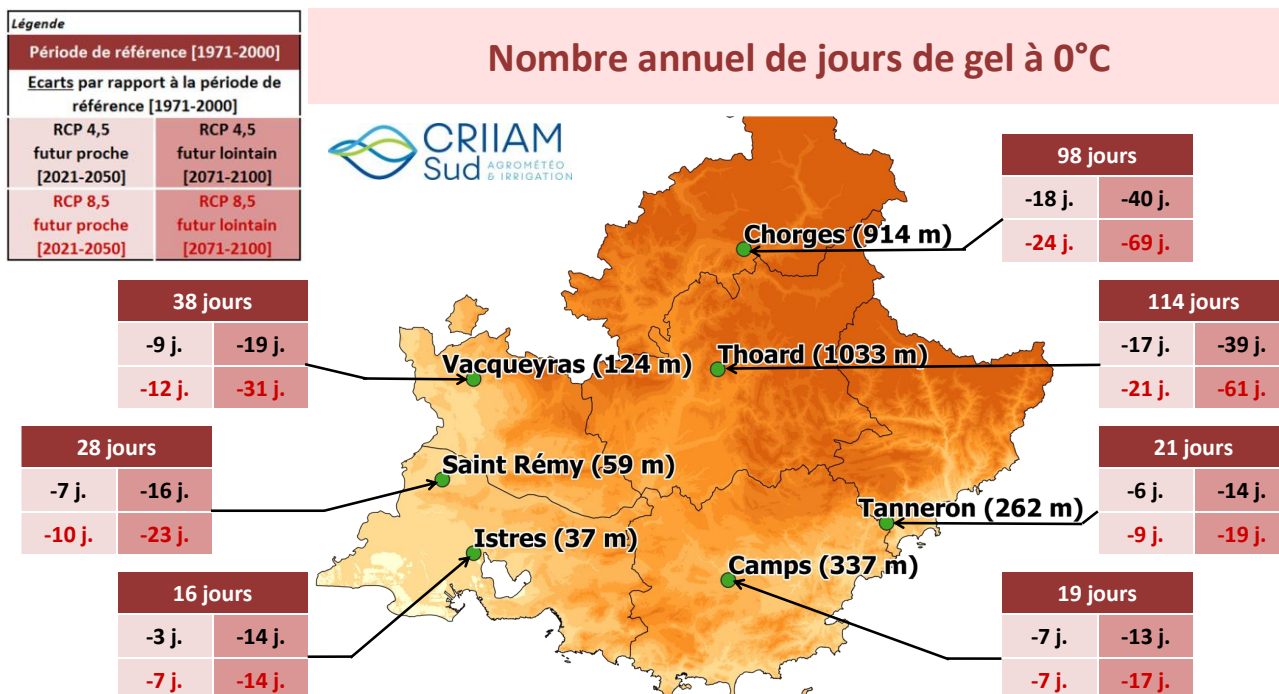 Légende
Période de référence [1971-2000]
Ecarts par rapport à la période de
référence [1971-2000]
RCP 4,5
futur proche
[2021-2050]
RCP 4,5
futur lointain
[2071-2100]
RCP 8,5
futur proche
[2021-2050]
RCP 8,5
futur lointain
[2071-2100]
Nombre annuel de jours de gel à 0°C
CRIIAM
Sud
AGROMÉTÉO
& IRRIGATION
98 jours
-18 j. -40 j.
-24 j. -69 j.
Chorges (914 m)
38 jours
-9 j. -19 j.
-12 j. -31 j.
Vacqueyras (124 m)
Thoard (1033 m)
114 jours
-17 j. -39 j.
-21 j. -61 j.
28 jours
-7 j. -16 j.
-10 j. -23 j.
Saint Rémy (59 m)
21 jours
-6 j. -14 j.
-9 j. -19 j.
Tanneron (262 m)
Istres (37 m)
Camps (337 m)
16 jours
-3 j. -14 j.
-7 j. -14 j.
19 jours
-7 j. -13 j.
-7 j. -17 j.